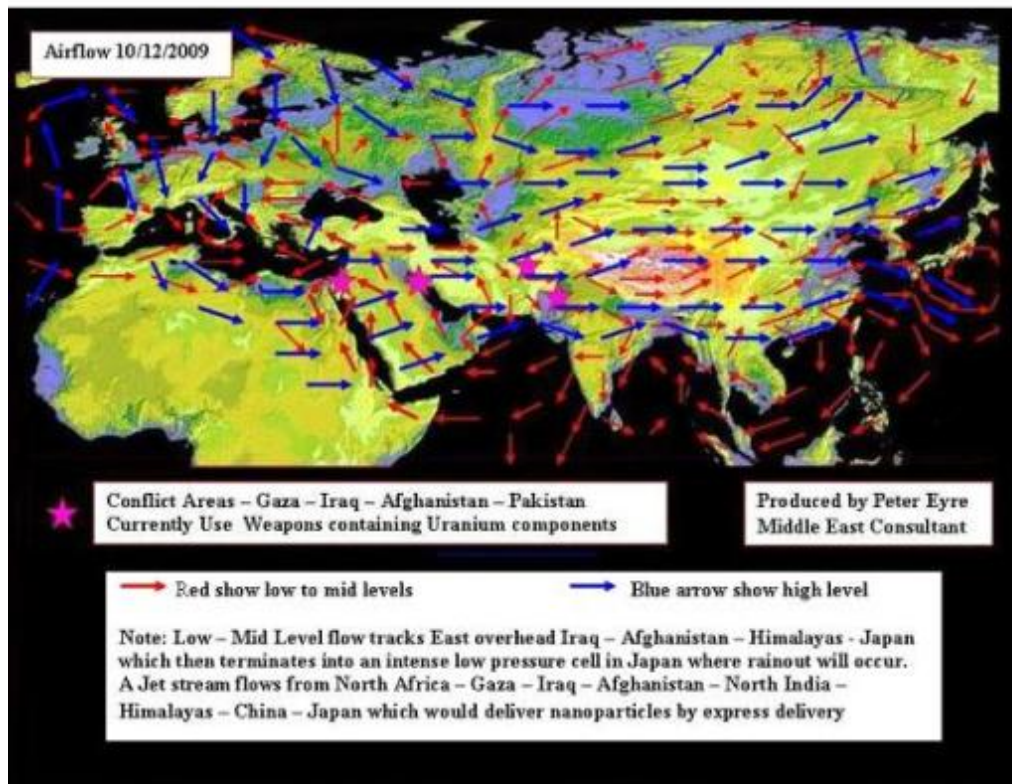 Airflow 10/12/2009
Conflict Areas – Gaza – Iraq – Afghanistan – Pakistan
Currently Use Weapons containing Uranium components
Produced by Peter Eyre
Middle East Consultant
Red show low to mid levels
Blue arrow show high level
Note: Low – Mid Level flow tracks East overhead Iraq – Afghanistan – Himalayas - Japan
which then terminates into an intense low pressure cell in Japan where rainout will occur.
A Jet stream flows from North Africa – Gaza – Iraq – Afghanistan – North India –
Himalayas – China – Japan which would deliver nanoparticles by express delivery